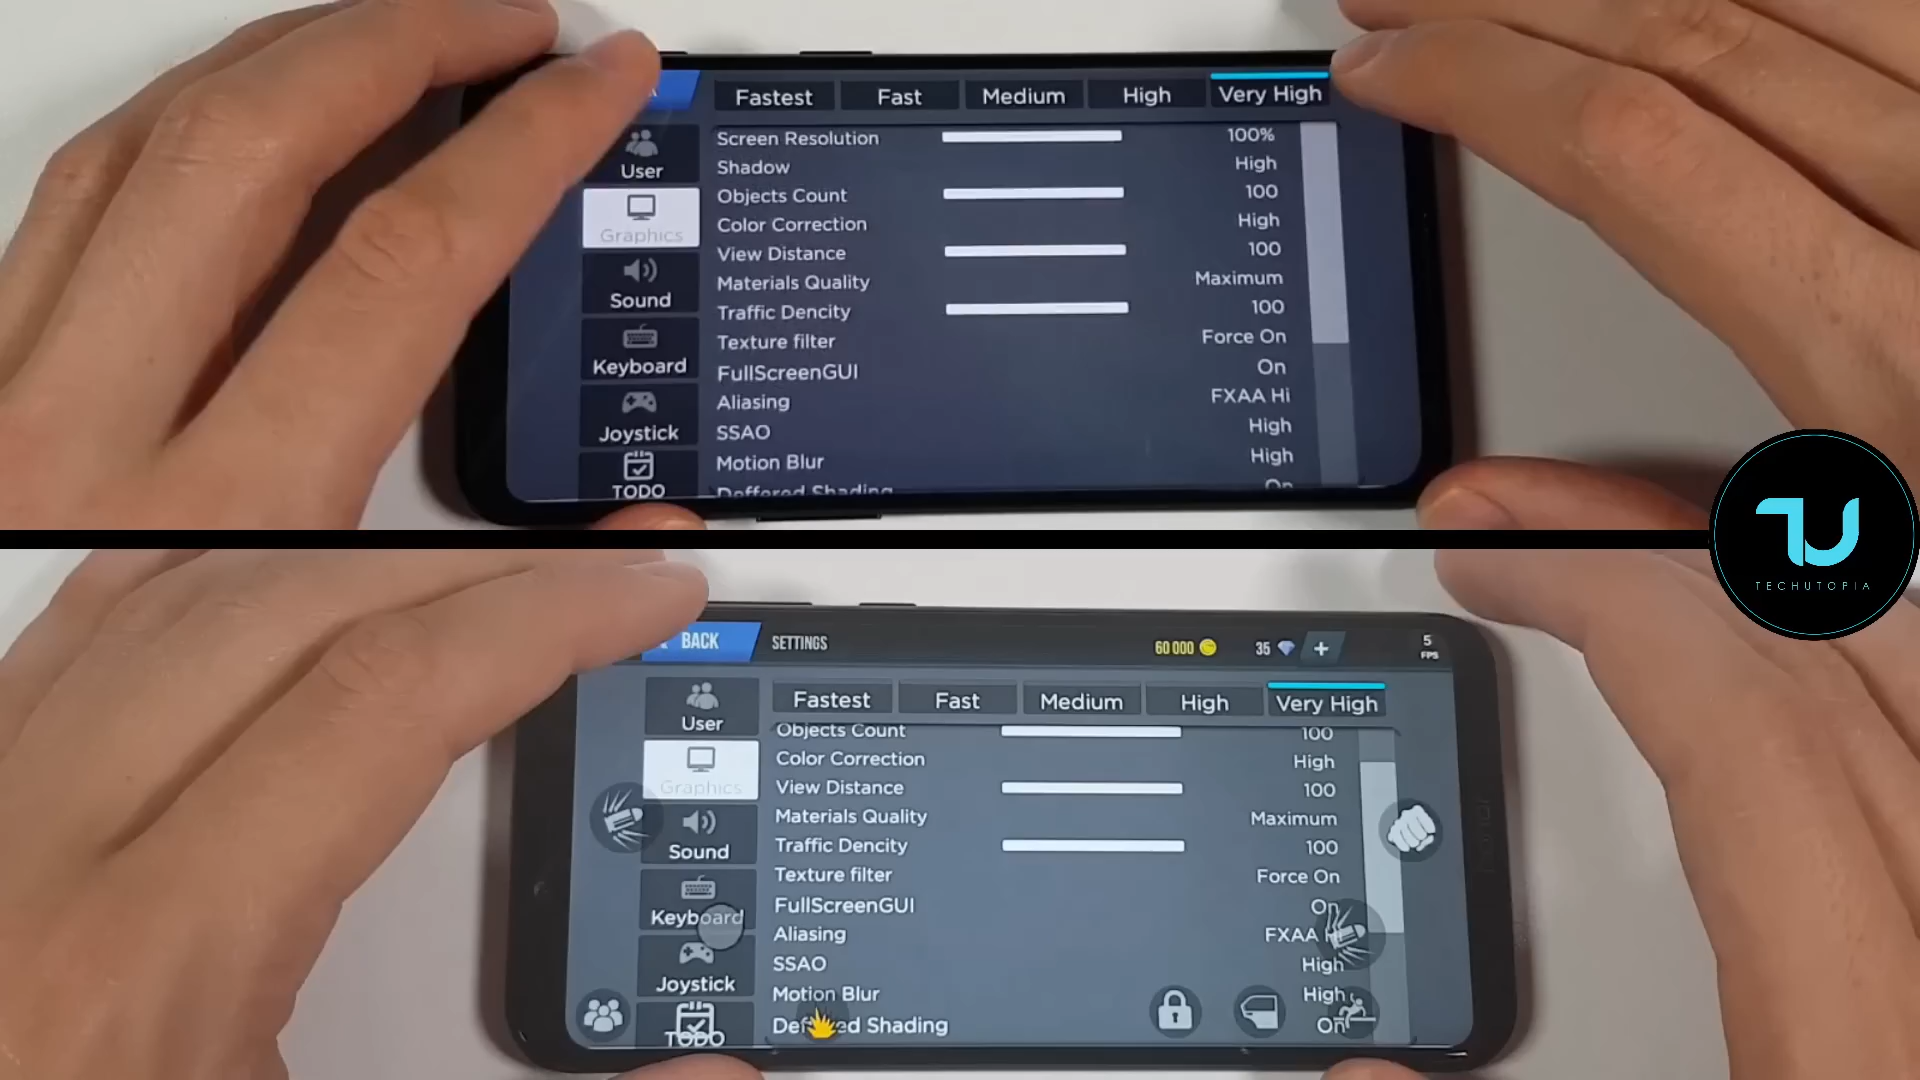 Fastest Fast Medium High Very High
User
Graphics
Sound
Keyboard
Joystick
TODO
Screen Resolution 100%
Shadow High
Objects Count 100
Color Correction High
View Distance 100
Materials Quality Maximum
Traffic Dencity 100
Texture filter Force On
FullScreenGUI On
Aliasing FXAA Hi
SSAO High
Motion Blur High
Deffered Shading On
TU
TECHUTOPIA
BACK SETTINGS 60 000 35 + 5
FPS
Fastest Fast Medium High Very High
User
Graphics
Sound
Keyboard
Joystick
TODO
Objects Count 100
Color Correction High
View Distance 100
Materials Quality Maximum
Traffic Dencity 100
Texture filter Force On
FullScreenGUI On
Aliasing FXAA
SSAO High
Motion Blur High
Deffered Shading On